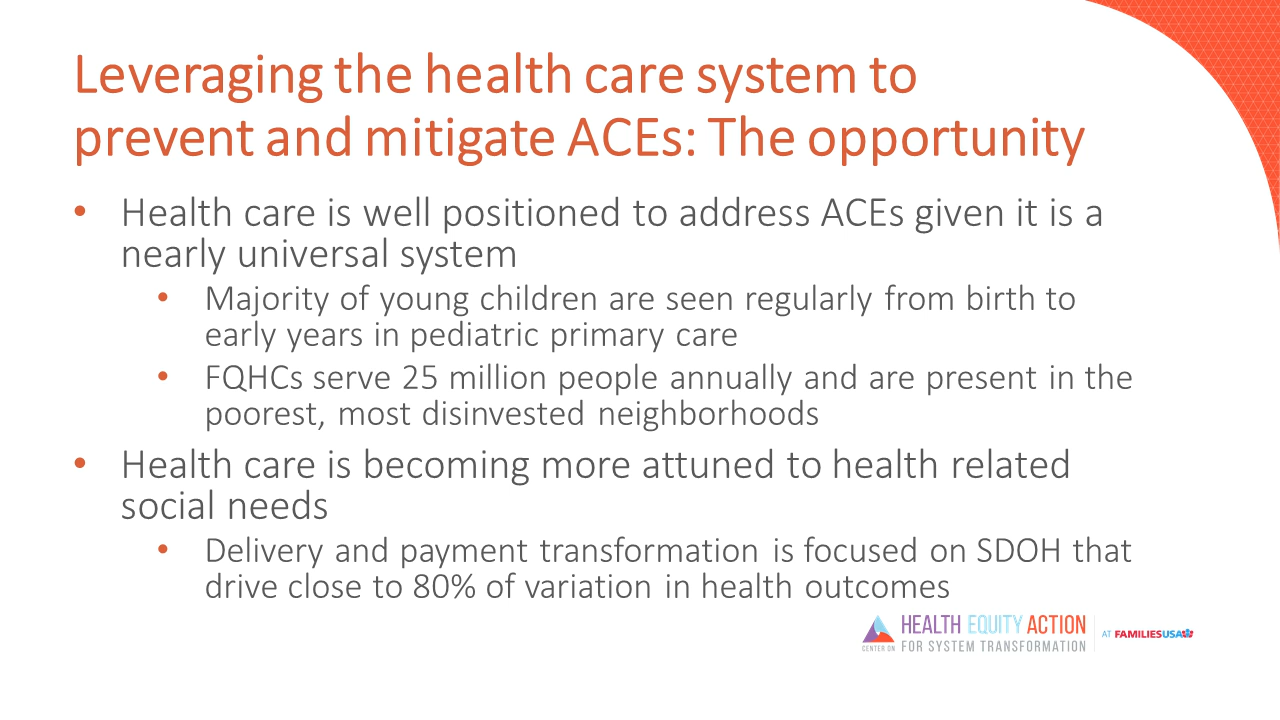 Leveraging the health care system to
prevent and mitigate ACEs: The opportunity
• Health care is well positioned to address ACEs given it is a
nearly universal system
• Majority of young children are seen regularly from birth to
early years in pediatric primary care
• FQHCs serve 25 million people annually and are present in the
poorest, most disinvested neighborhoods
• Health care is becoming more attuned to health related
social needs
• Delivery and payment transformation is focused on SDOH that
drive close to 80% of variation in health outcomes
HEALTH EQUITY ACTION
CENTER ON FOR SYSTEM TRANSFORMATION
AT FAMILIESUSA